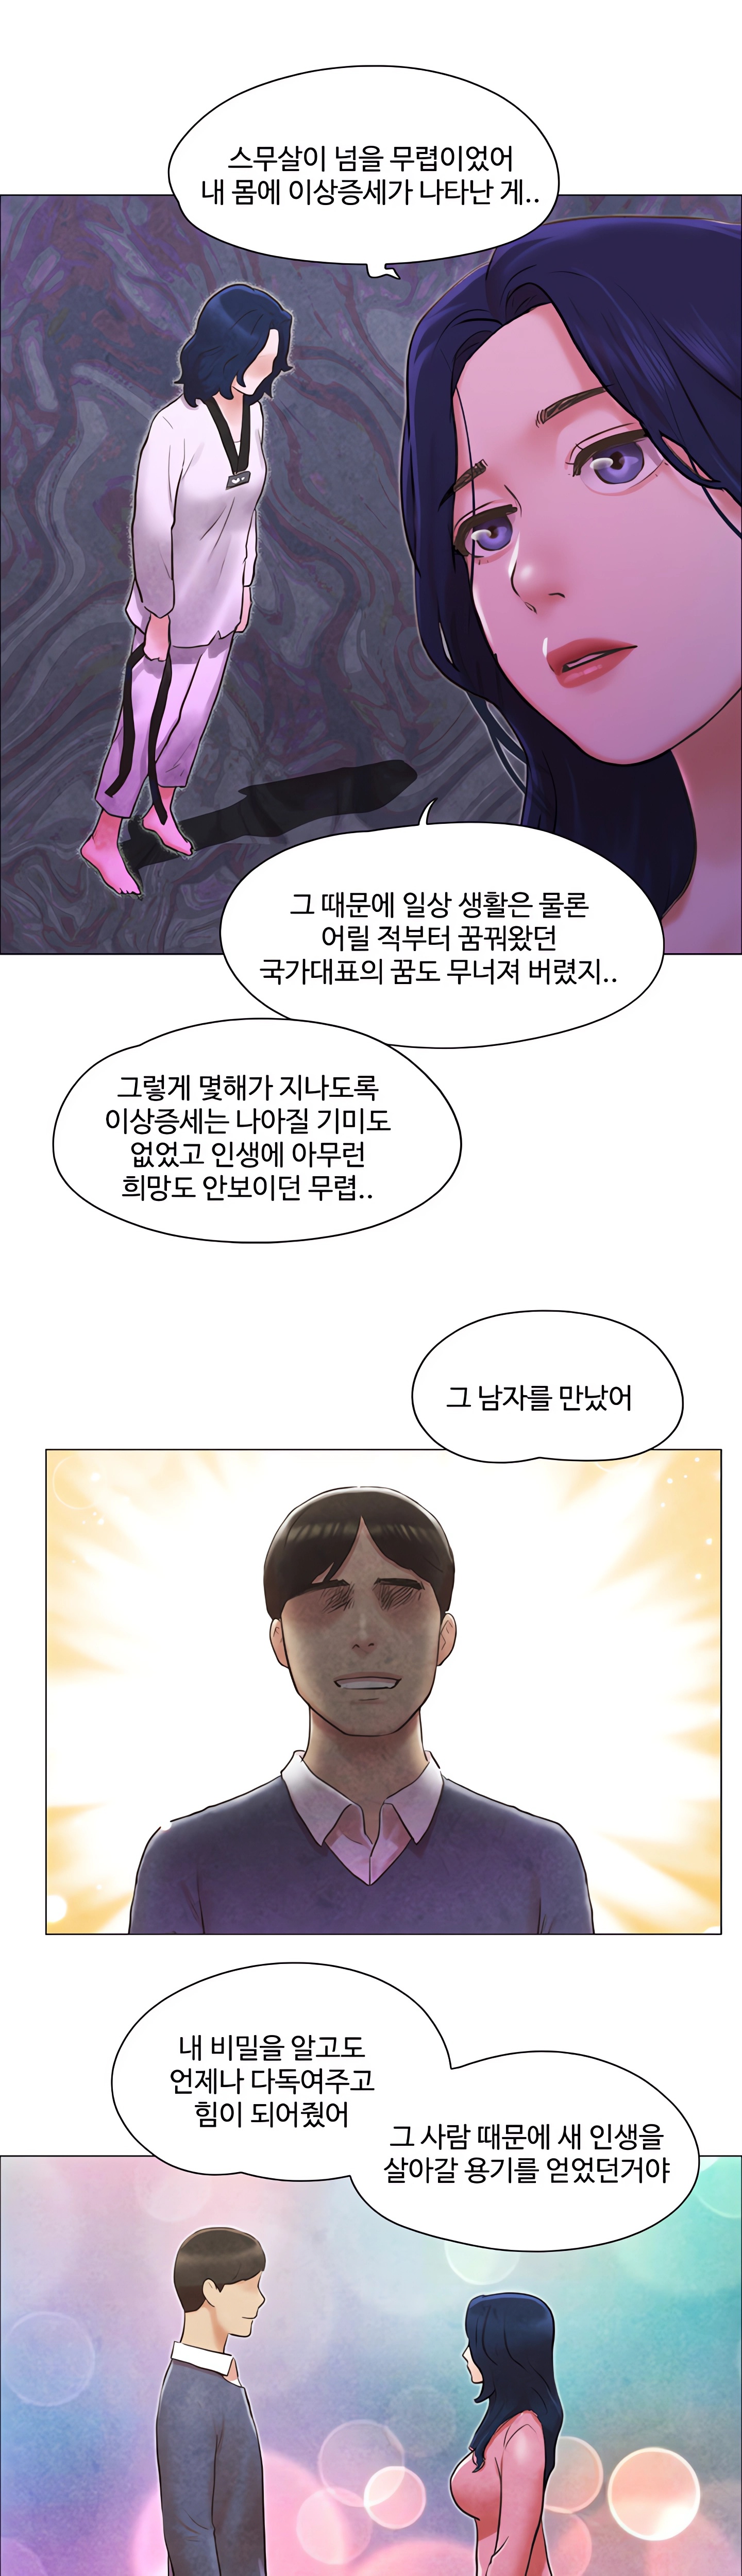 스무살이 넘을 무렵이었어
내 몸에 이상증세가 나타난 게..
그 때문에 일상 생활은 물론
어릴 적부터 꿈꿔왔던
국가대표의 꿈도 무너져 버렸지..
그렇게 몇해가 지나도록
이상증세는 나아질 기미도
없었고 인생에 아무런
희망도 안보이던 무렵..
그 남자를 만났어
내 비밀을 알고도
언제나 다독여주고
힘이 되어줬어
그 사람 때문에 새 인생을
살아갈 용기를 얻었던거야